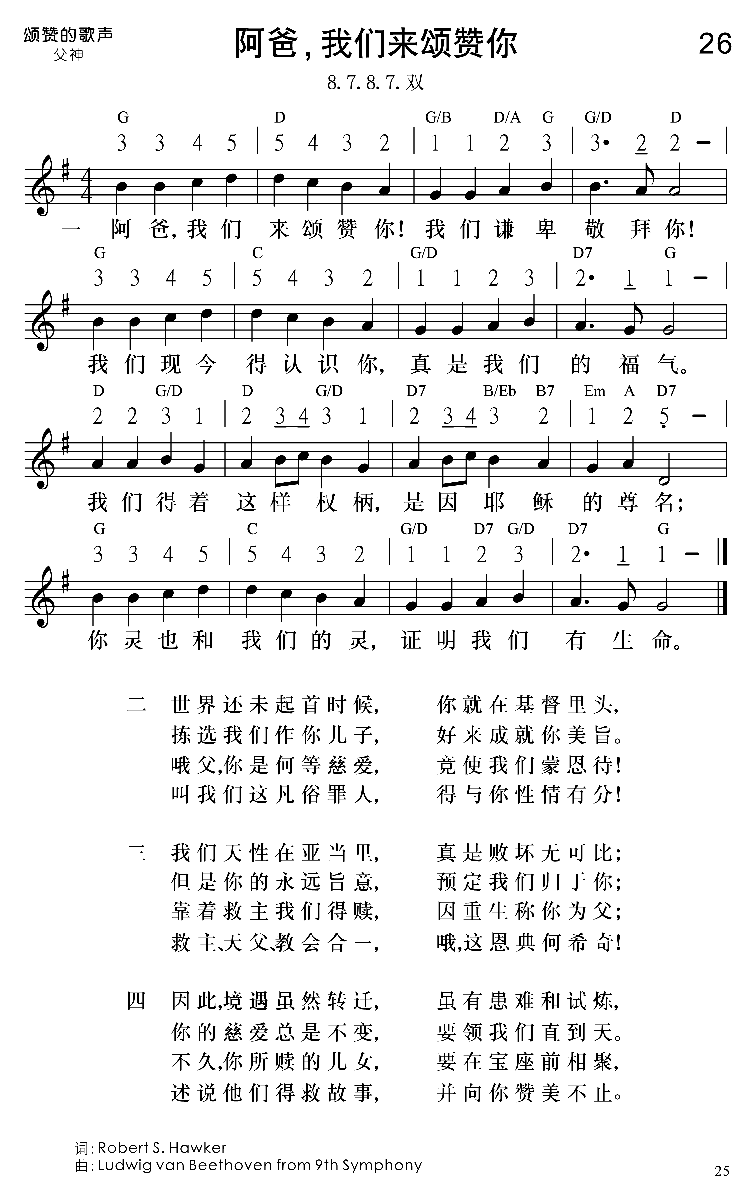 颂赞的歌声
父神
阿爸,我们来颂赞你
26
8.7.8.7.双
G D G/B D/A G G/D D
3 3 4 5 | 5 4 3 2 | 1 1 2 3 | 3• 2 2 – |
一 阿爸,我们 来颂赞你!我们谦卑 敬拜你!
G C G/D D7 G
3 3 4 5 | 5 4 3 2 | 1 1 2 3 | 2• 1 1 – |
我们现今 得认识你,真是我们 的福气。
D G/D D G/D D7 B/Eb B7 Em A D7
2 2 3 1 | 2 34 3 1 | 2 34 3 2 | 1 2 5 – |
我们得着 这样权柄,是因耶稣 的尊名;
G C G/D D7 G/D D7 G
3 3 4 5 | 5 4 3 2 | 1 1 2 3 | 2• 1 1 – ‖
你灵也和 我们的灵,证明我们 有生命。
二 世界还未起首时候, 你就在基督里头,
拣选我们作你儿子, 好来成就你美旨。
哦父,你是何等慈爱, 竟使我们蒙恩待!
叫我们这凡俗罪人, 得与你性情有分!
三 我们天性在亚当里, 真是败坏无可比;
但是你的永远旨意, 预定我们归于你;
靠着救主我们得赎, 因重生称你为父;
救主、天父、教会合一, 哦,这恩典何希奇!
四 因此,境遇虽然转迁, 虽有患难和试炼,
你的慈爱总是不变, 要领我们直到天。
不久,你所赎的儿女, 要在宝座前相聚,
述说他们得救故事, 并向你赞美不止。
词:Robert S. Hawker
曲:Ludwig van Beethoven from 9th Symphony
25